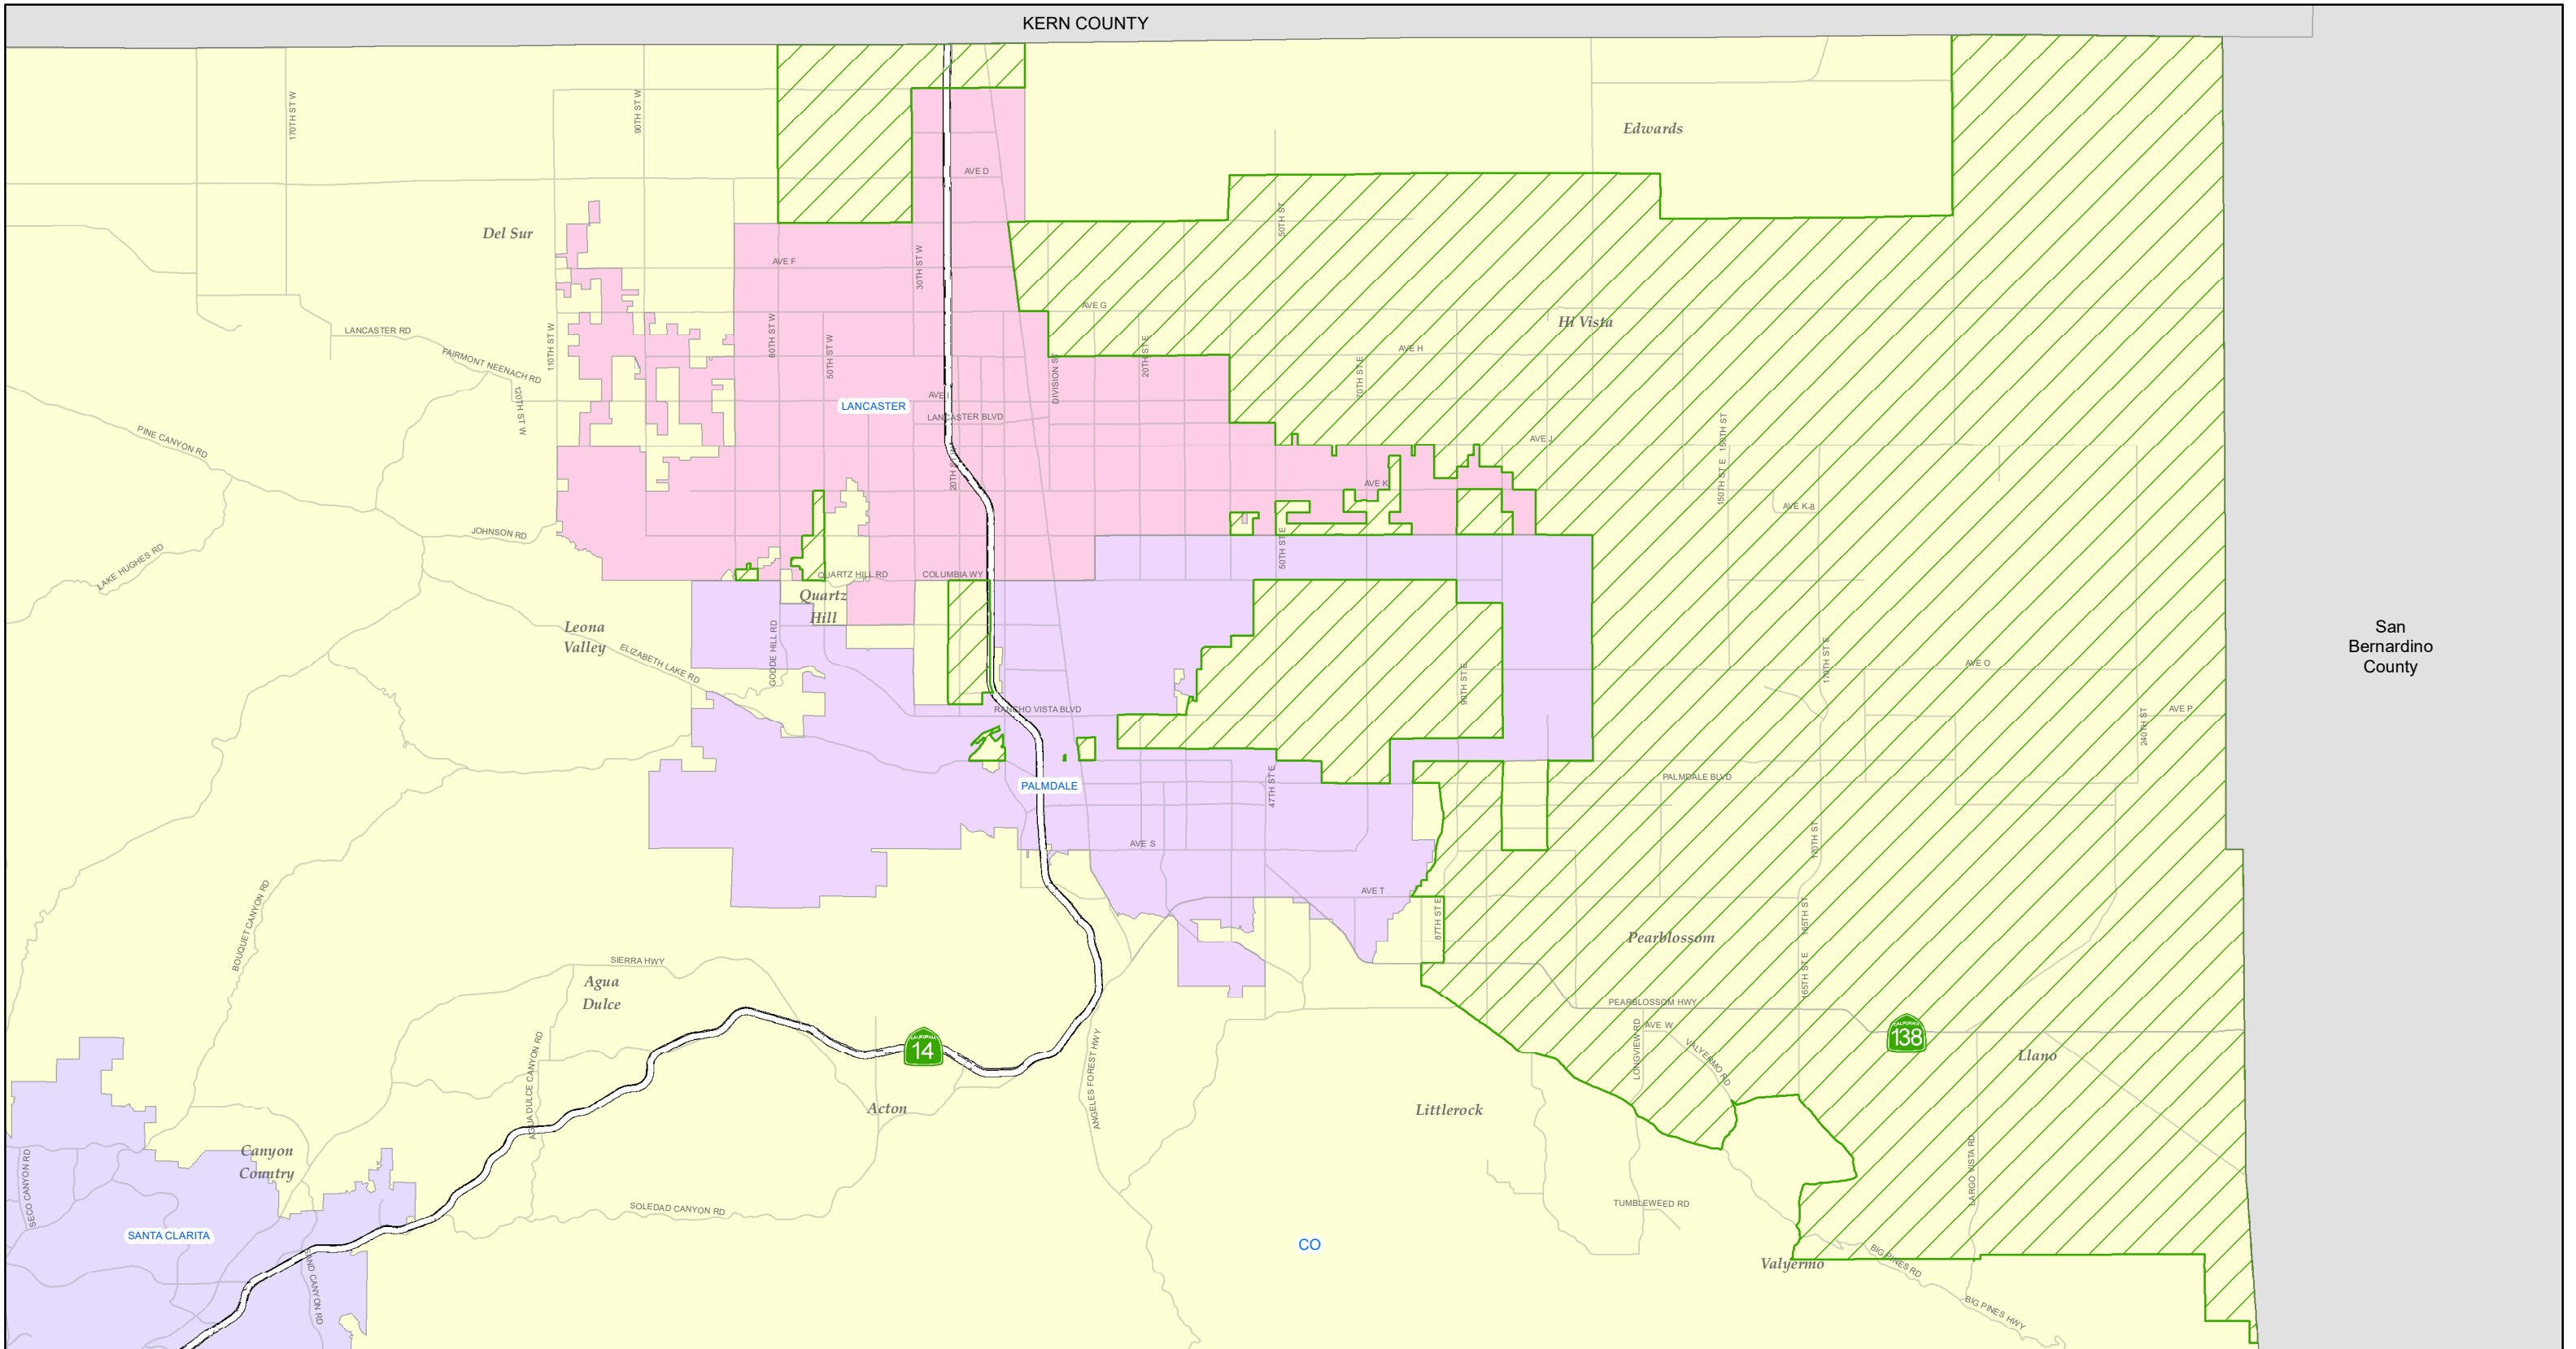 KERN COUNTY
170TH ST W
90TH ST W
Edwards
AVE D
50TH ST
Del Sur
AVE F
30TH ST W
AVE G
Hi Vista
LANCASTER RD
110TH ST W
60TH ST W
50TH ST W
DIVISION ST
20TH ST E
AVE H
70TH ST E
FAIRMONT NEENACH RD
120TH ST W
AVE I
LANCASTER
LANCASTER BLVD
PINE CANYON RD
AVE J
150TH ST
150TH ST E
20TH ST W
AVE K
AVE K-8
JOHNSON RD
LAKE HUGHES RD
50TH ST E
QUARTZ HILL RD
COLUMBIA WY
Quartz
Hill
Leona
Valley
ELIZABETH LAKE RD
GODE HILL RD
San
Bernardino
County
170TH ST E
AVE O
90TH ST E
RANCHO VISTA BLVD
AVE P
240TH ST
PALMDALE
47TH ST E
PALMDALE BLVD
AVE S
170TH ST
AVE T
87TH ST E
165TH ST
BOUQUET CANYON RD
Pearblossom
SIERRA HWY
165TH ST E
Agua
Dulce
PEARBLOSSOM HWY
AVE W
LONGVIEW RD
VALYERMO RD
CALIFORNIA
14
CALIFORNIA
138
Llano
AGUA DULCE CANYON RD
ANGELES FOREST HWY
Acton
Littlerock
Canyon
Country
SECO CANYON RD
LARGO VISTA RD
SOLEDAD CANYON RD
TUMBLEWEED RD
SANTA CLARITA
CO
SAND CANYON RD
Valyermo
BIG PINES RD
BIG PINES HWY